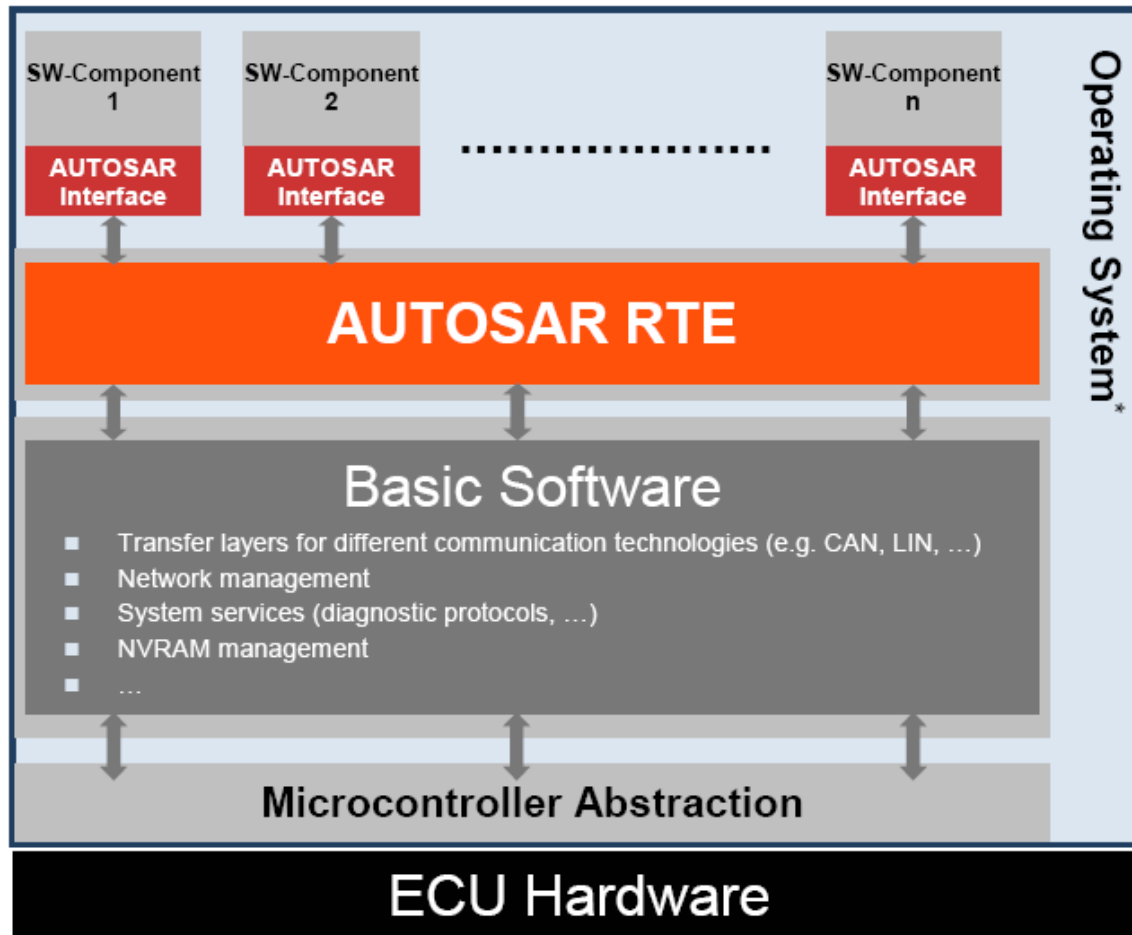 SW-Component
1
AUTOSAR
Interface
SW-Component
2
AUTOSAR
Interface
SW-Component
n
AUTOSAR
Interface
Operating System*
AUTOSAR RTE
Basic Software
Transfer layers for different communication technologies (e.g. CAN, LIN, …)
Network management
System services (diagnostic protocols, …)
NVRAM management
…
Microcontroller Abstraction
ECU Hardware